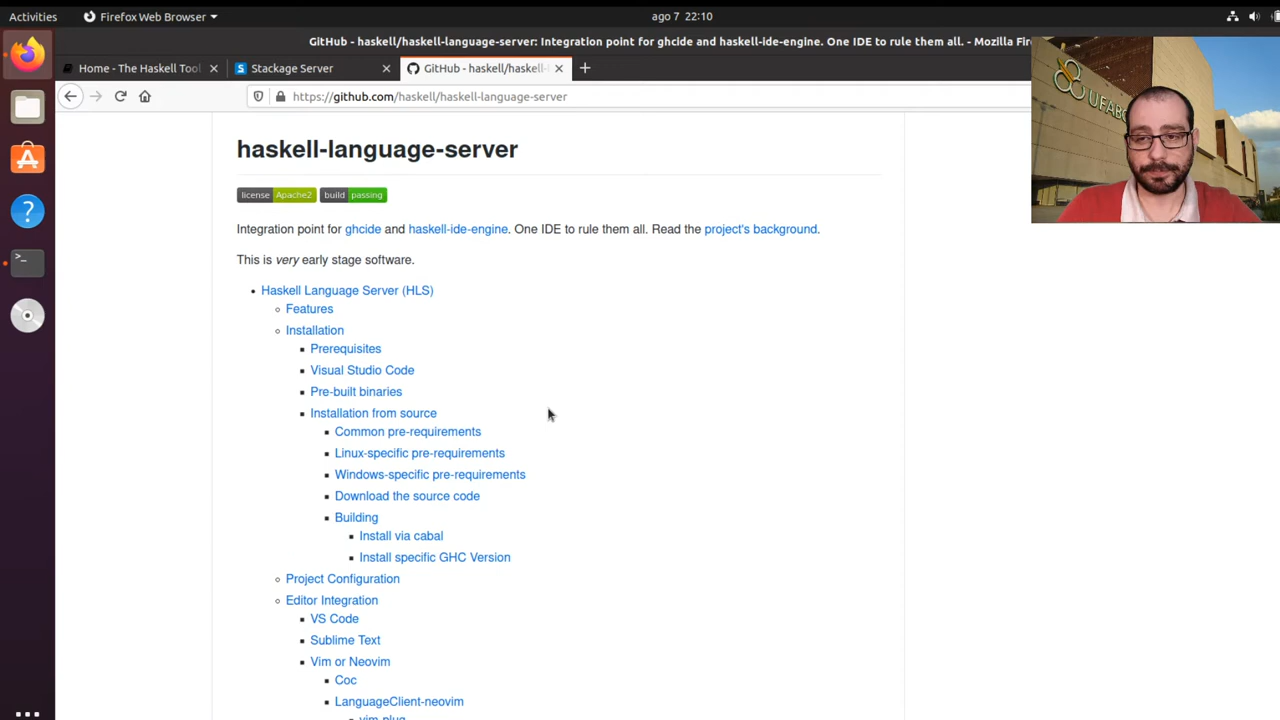 Activities
Firefox Web Browser
ago 7 22:10
GitHub - haskell/haskell-language-server: Integration point for ghcide and haskell-ide-engine. One IDE to rule them all. - Mozilla Fire
Home - The Haskell Tool
Stackage Server
GitHub - haskell/haskell-l
https://github.com/haskell/haskell-language-server
UFABC
haskell-language-server
license Apache2 build passing
Integration point for ghcide and haskell-ide-engine. One IDE to rule them all. Read the project's background.
This is very early stage software.
Haskell Language Server (HLS)
Features
Installation
Prerequisites
Visual Studio Code
Pre-built binaries
Installation from source
Common pre-requirements
Linux-specific pre-requirements
Windows-specific pre-requirements
Download the source code
Building
Install via cabal
Install specific GHC Version
Project Configuration
Editor Integration
VS Code
Sublime Text
Vim or Neovim
Coc
LanguageClient-neovim
vim-plug